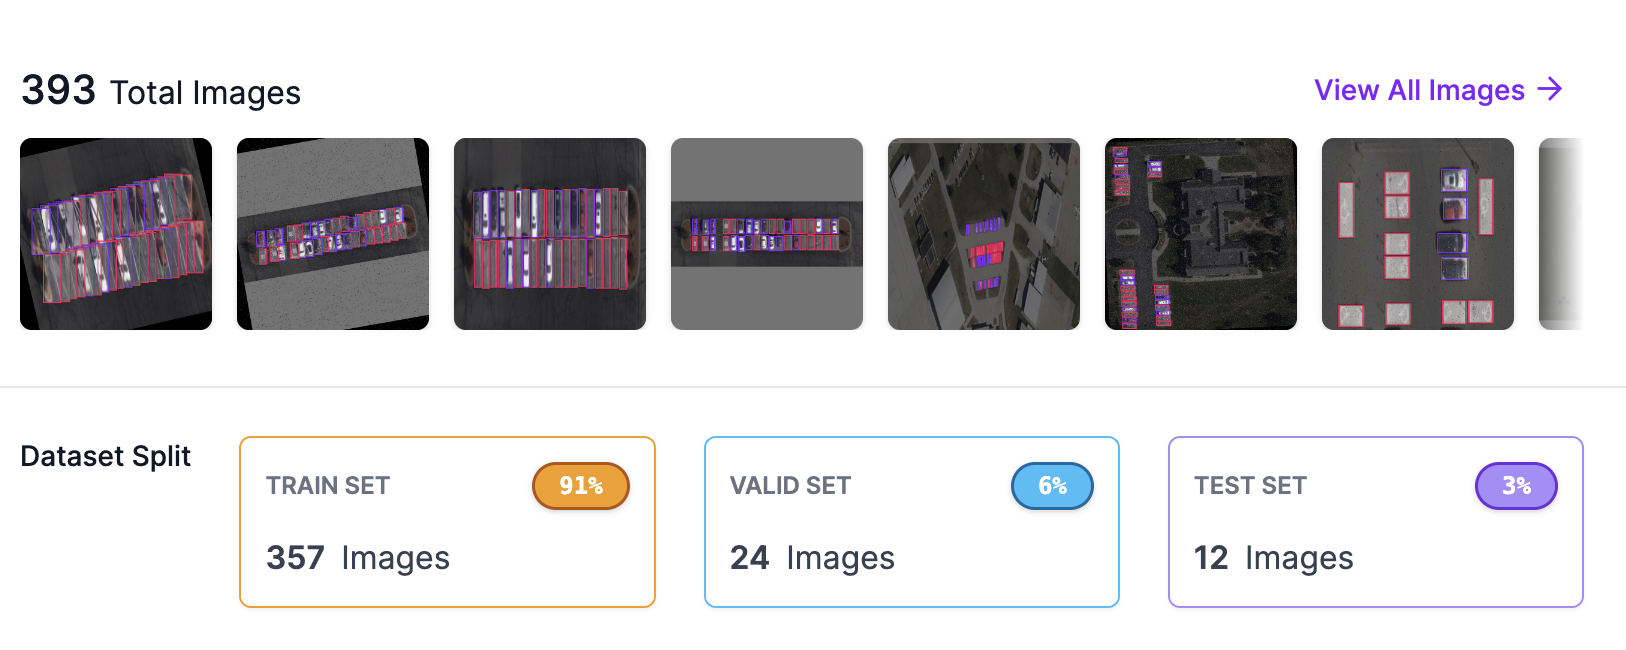 393 Total Images
View All Images →
Dataset Split
TRAIN SET 91%
357 Images
VALID SET 6%
24 Images
TEST SET 3%
12 Images